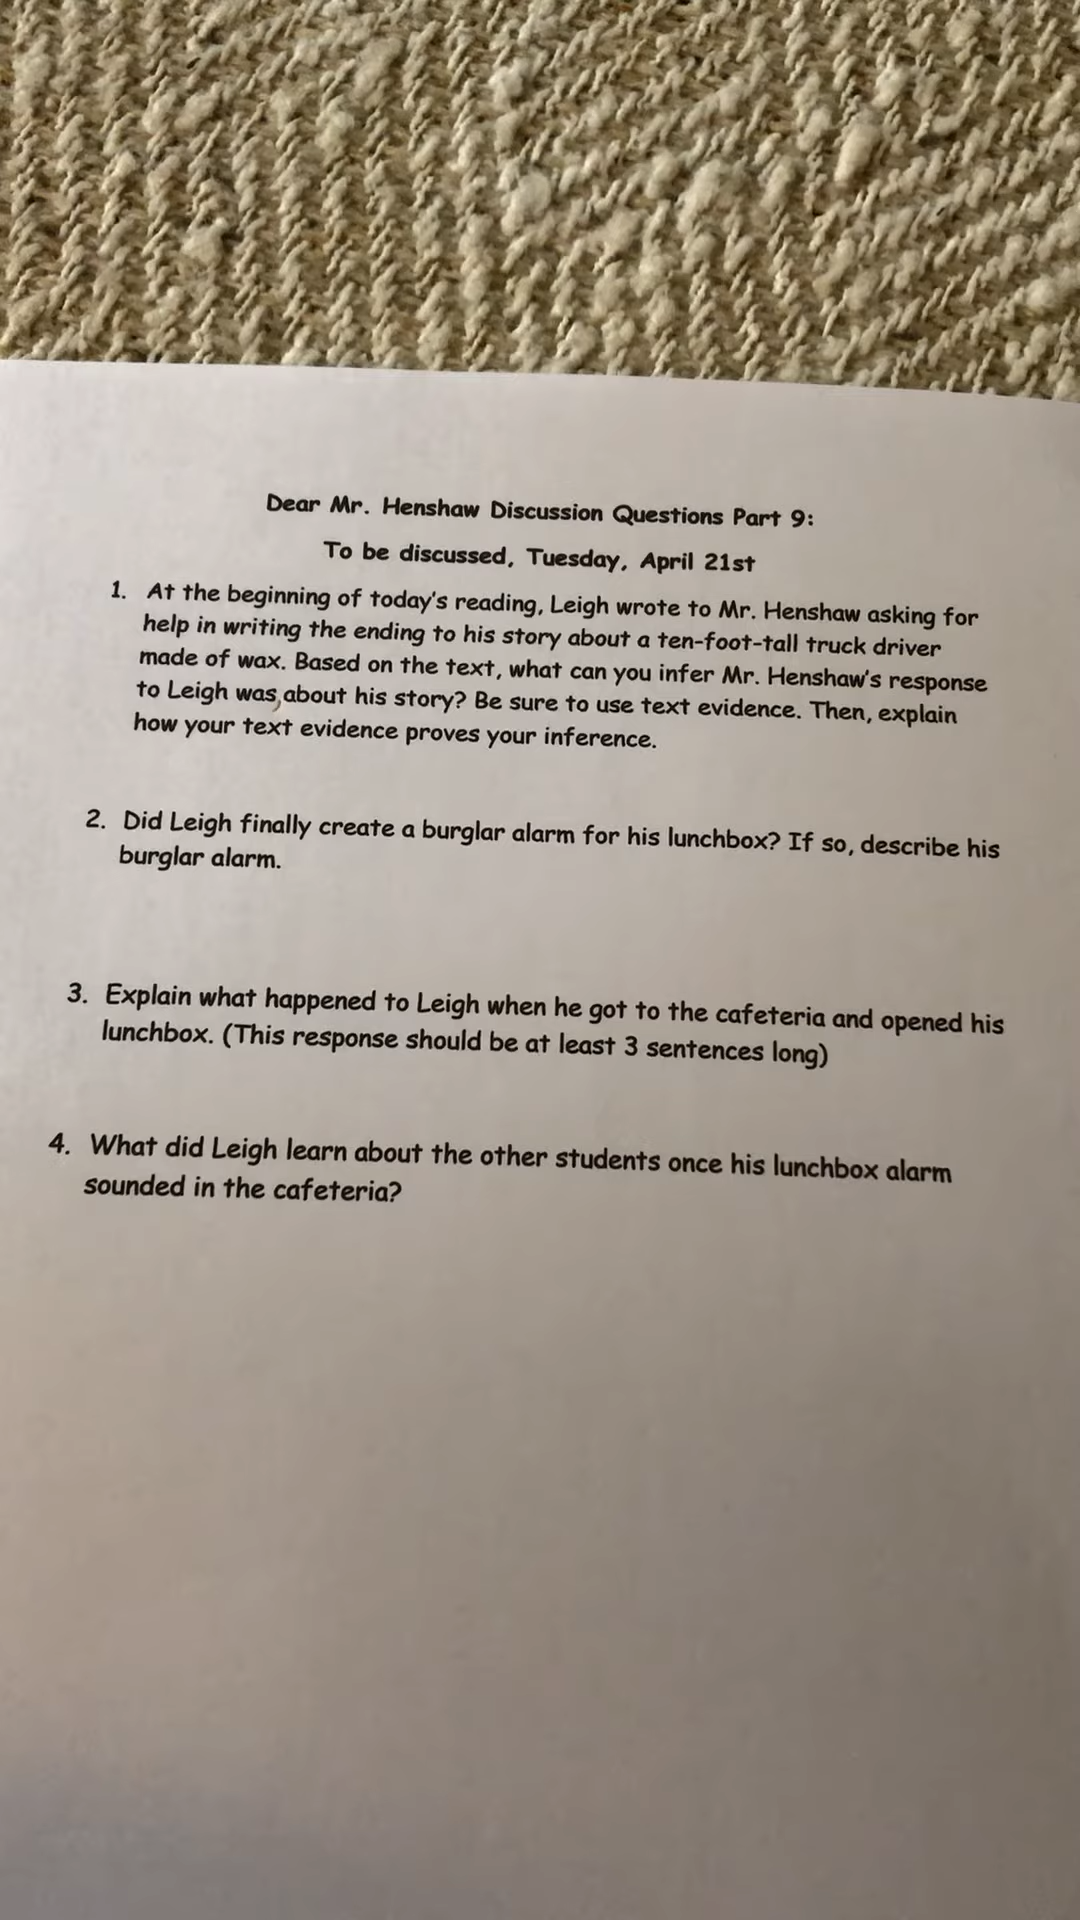 Dear Mr. Henshaw Discussion Questions Part 9:
To be discussed, Tuesday, April 21st
1. At the beginning of today's reading, Leigh wrote to Mr. Henshaw asking for
help in writing the ending to his story about a ten-foot-tall truck driver
made of wax. Based on the text, what can you infer Mr. Henshaw's response
to Leigh was, about his story? Be sure to use text evidence. Then, explain
how your text evidence proves your inference.
2. Did Leigh finally create a burglar alarm for his lunchbox? If so, describe his
burglar alarm.
3. Explain what happened to Leigh when he got to the cafeteria and opened his
lunchbox. (This response should be at least 3 sentences long)
4. What did Leigh learn about the other students once his lunchbox alarm
sounded in the cafeteria?